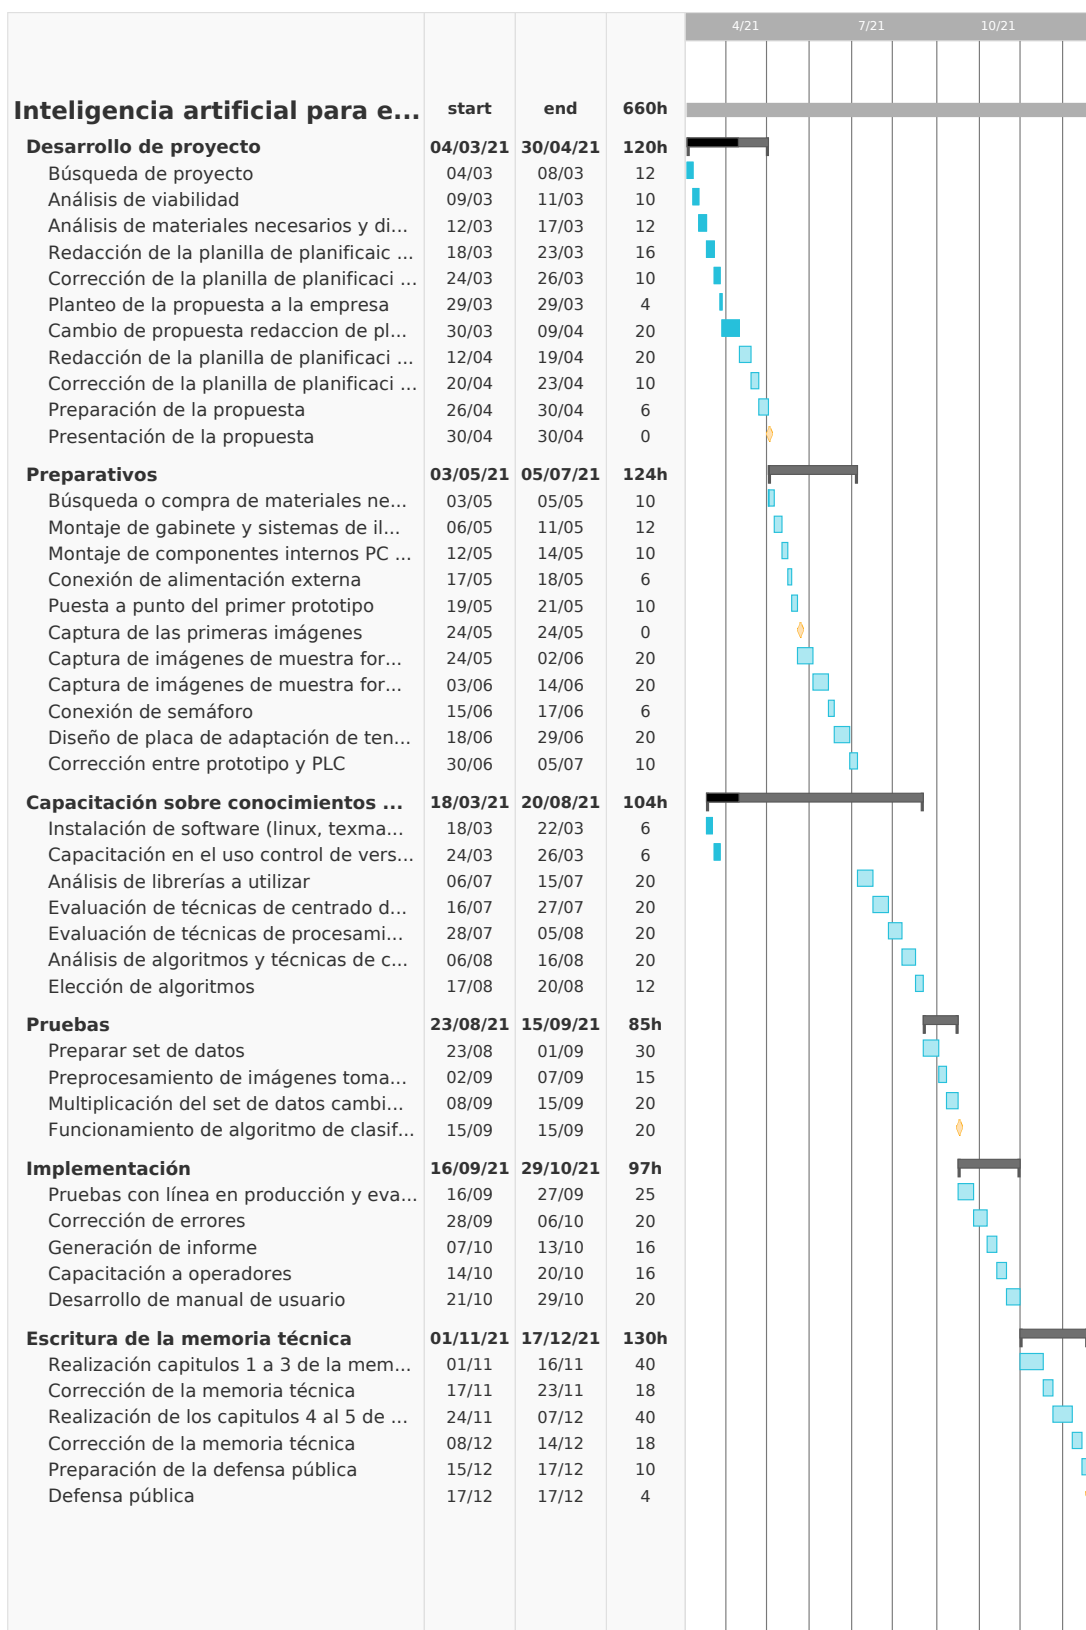 4/21 7/21 10/21
Inteligencia artificial para e... start end 660h
Desarrollo de proyecto 04/03/21 30/04/21 120h
Búsqueda de proyecto 04/03 08/03 12
Análisis de viabilidad 09/03 11/03 10
Análisis de materiales necesarios y di... 12/03 17/03 12
Redacción de la planilla de planificaic ... 18/03 23/03 16
Corrección de la planilla de planificaci ... 24/03 26/03 10
Planteo de la propuesta a la empresa 29/03 29/03 4
Cambio de propuesta redaccion de pl... 30/03 09/04 20
Redacción de la planilla de planificaci ... 12/04 19/04 20
Corrección de la planilla de planificaci ... 20/04 23/04 10
Preparación de la propuesta 26/04 30/04 6
Presentación de la propuesta 30/04 30/04 0
Preparativos 03/05/21 05/07/21 124h
Búsqueda o compra de materiales ne... 03/05 05/05 10
Montaje de gabinete y sistemas de il... 06/05 11/05 12
Montaje de componentes internos PC ... 12/05 14/05 10
Conexión de alimentación externa 17/05 18/05 6
Puesta a punto del primer prototipo 19/05 21/05 10
Captura de las primeras imágenes 24/05 24/05 0
Captura de imágenes de muestra for... 24/05 02/06 20
Captura de imágenes de muestra for... 03/06 14/06 20
Conexión de semáforo 15/06 17/06 6
Diseño de placa de adaptación de ten... 18/06 29/06 20
Corrección entre prototipo y PLC 30/06 05/07 10
Capacitación sobre conocimientos ... 18/03/21 20/08/21 104h
Instalación de software (linux, texma... 18/03 22/03 6
Capacitación en el uso control de vers... 24/03 26/03 6
Análisis de librerías a utilizar 06/07 15/07 20
Evaluación de técnicas de centrado d... 16/07 27/07 20
Evaluación de técnicas de procesami... 28/07 05/08 20
Análisis de algoritmos y técnicas de c... 06/08 16/08 20
Elección de algoritmos 17/08 20/08 12
Pruebas 23/08/21 15/09/21 85h
Preparar set de datos 23/08 01/09 30
Preprocesamiento de imágenes toma... 02/09 07/09 15
Multiplicación del set de datos cambi... 08/09 15/09 20
Funcionamiento de algoritmo de clasif... 15/09 15/09 20
Implementación 16/09/21 29/10/21 97h
Pruebas con línea en producción y eva... 16/09 27/09 25
Corrección de errores 28/09 06/10 20
Generación de informe 07/10 13/10 16
Capacitación a operadores 14/10 20/10 16
Desarrollo de manual de usuario 21/10 29/10 20
Escritura de la memoria técnica 01/11/21 17/12/21 130h
Realización capitulos 1 a 3 de la mem... 01/11 16/11 40
Corrección de la memoria técnica 17/11 23/11 18
Realización de los capitulos 4 al 5 de ... 24/11 07/12 40
Corrección de la memoria técnica 08/12 14/12 18
Preparación de la defensa pública 15/12 17/12 10
Defensa pública 17/12 17/12 4